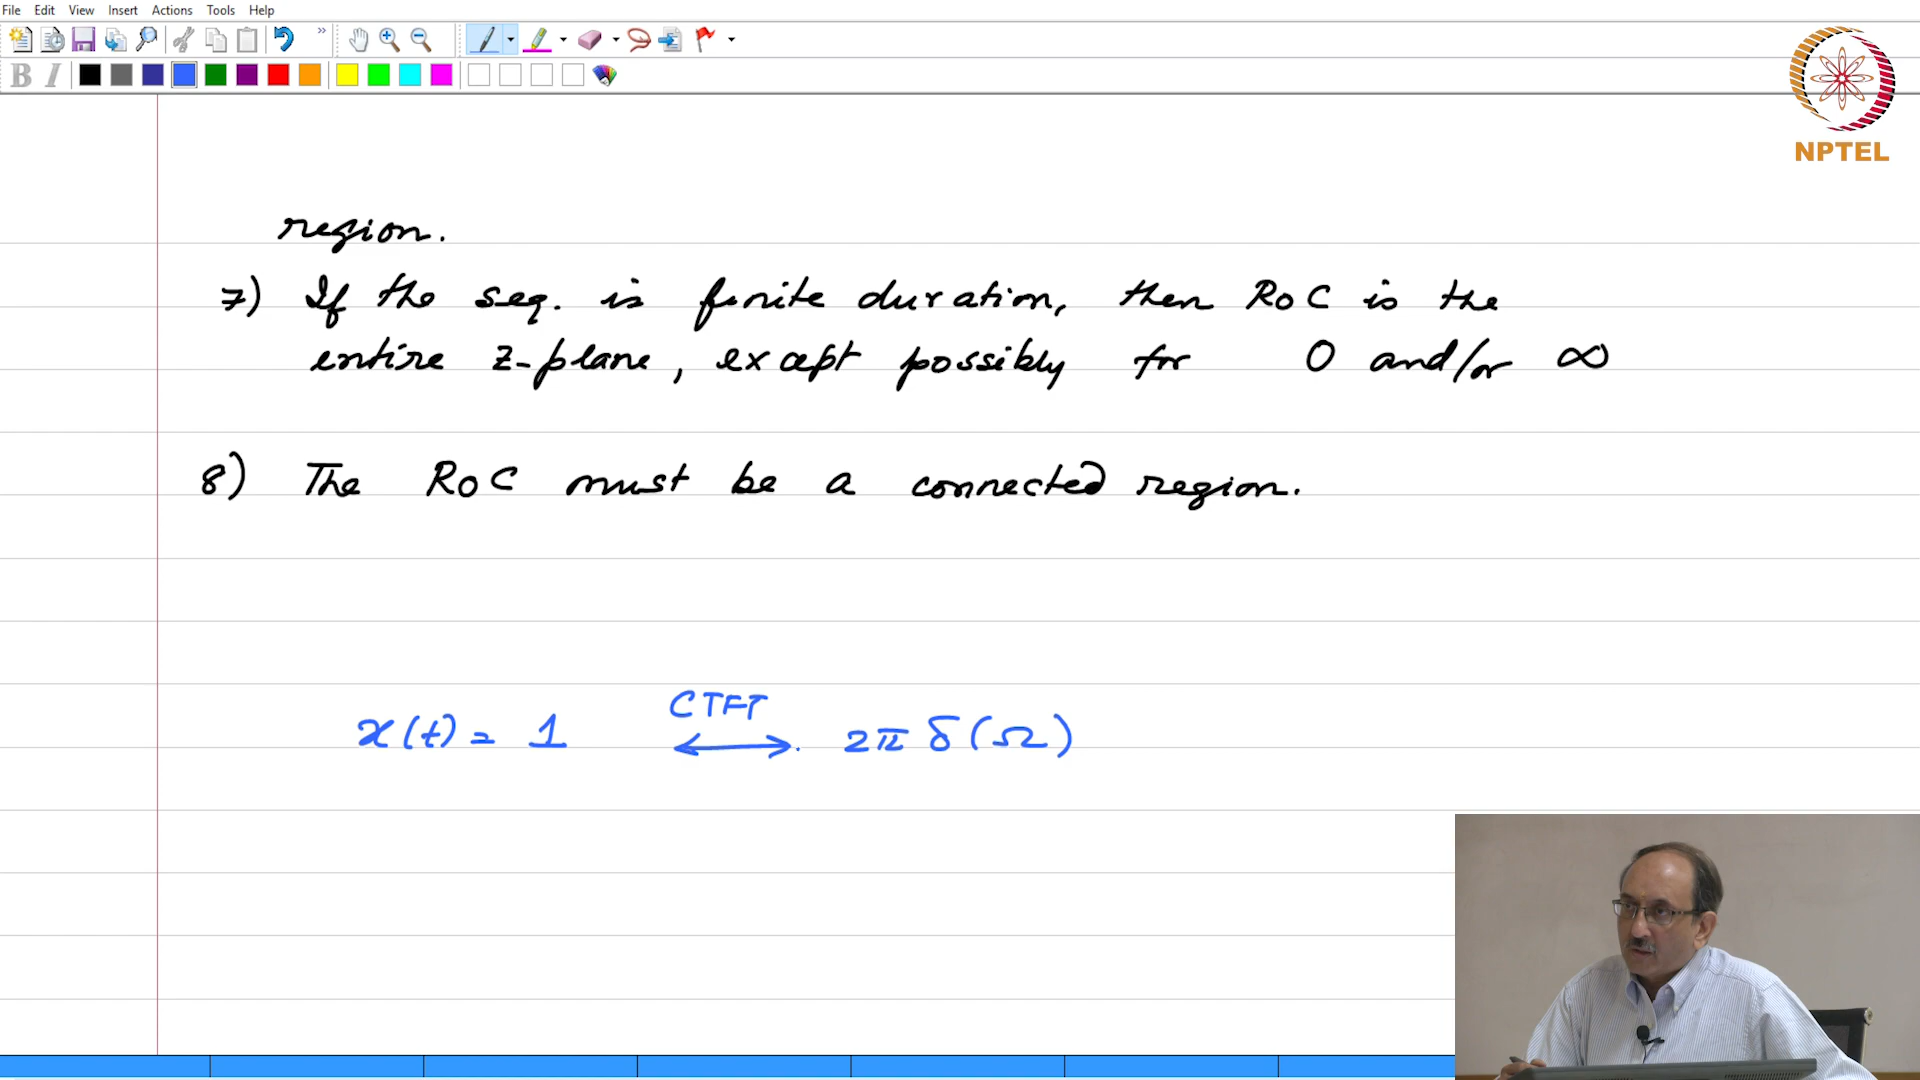 File Edit View Insert Actions Tools Help
B I
NPTEL
region.
7) If the seq. is finite duration, then RoC is the
entire z-plane, except possibly for 0 and/or ∞
8) The RoC must be a connected region.
CTFT
x(t) = 1 ⟷ 2π δ(Ω)